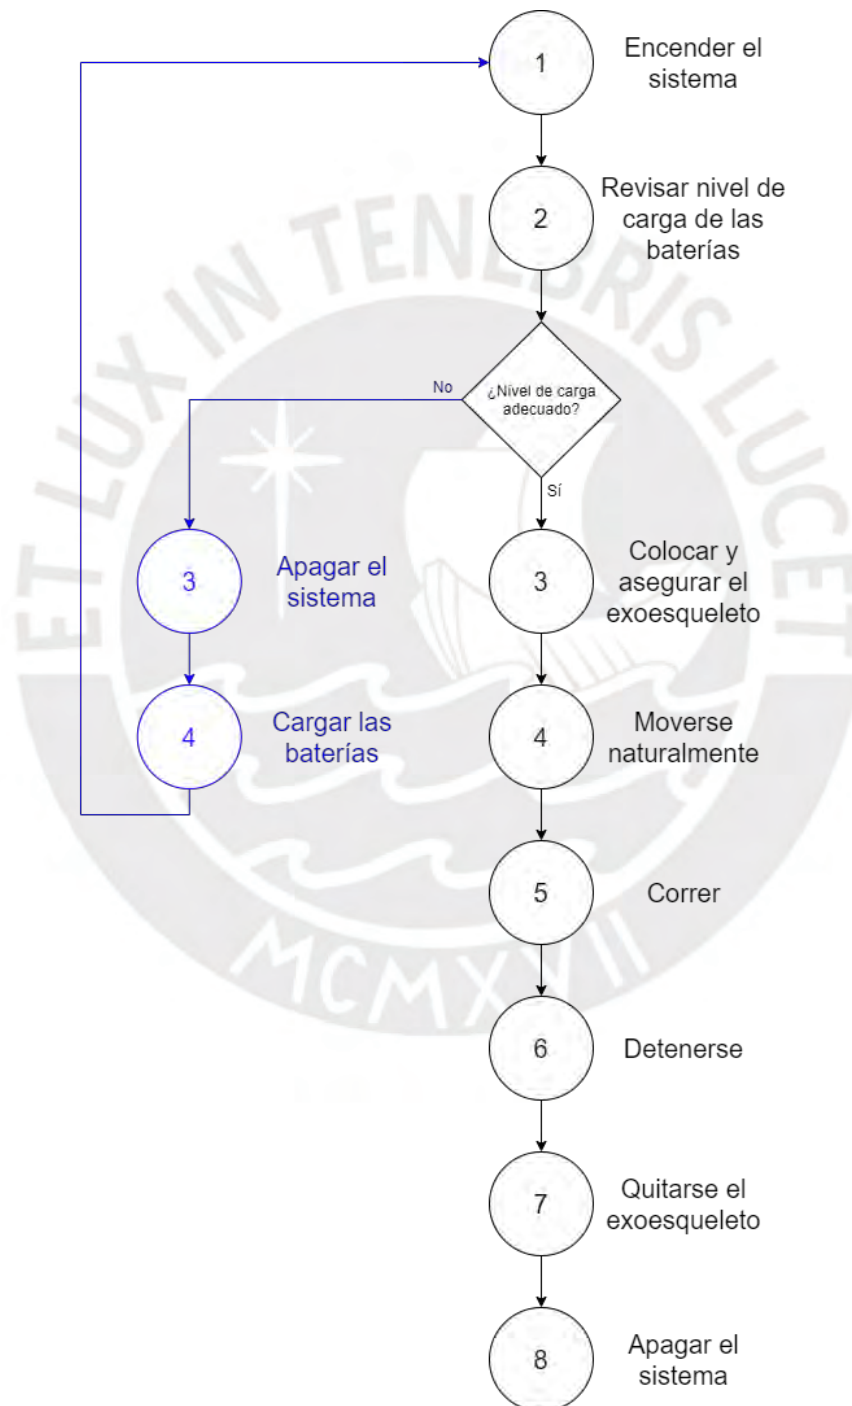 1
Encender el
sistema
2
Revisar nivel de
carga de las
baterías
¿Nivel de carga
adecuado?
No
Sí
3
Apagar el
sistema
4
Cargar las
baterías
3
Colocar y
asegurar el
exoesqueleto
4
Moverse
naturalmente
5
Correr
6
Detenerse
7
Quitarse el
exoesqueleto
8
Apagar el
sistema
ET LUX IN TENEBRIS LUCET
MCMXVII